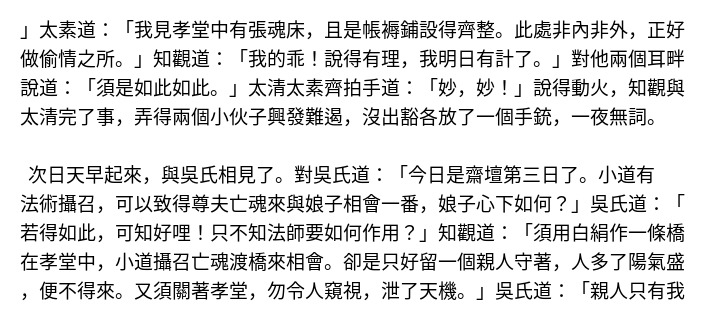 」太素道：「我見孝堂中有張魂床，且是帳褥鋪設得齊整。此處非內非外，正好
做偷情之所。」知觀道：「我的乖！說得有理，我明日有計了。」對他兩個耳畔
說道：「須是如此如此。」太清太素齊拍手道：「妙，妙！」說得動火，知觀與
太清完了事，弄得兩個小伙子興發難遏，沒出豁各放了一個手銃，一夜無詞。
次日天早起來，與吳氏相見了。對吳氏道：「今日是齋壇第三日了。小道有
法術攝召，可以致得尊夫亡魂來與娘子相會一番，娘子心下如何？」吳氏道：「
若得如此，可知好哩！只不知法師要如何作用？」知觀道：「須用白絹作一條橋
在孝堂中，小道攝召亡魂渡橋來相會。卻是只好留一個親人守著，人多了陽氣盛
，便不得來。又須關著孝堂，勿令人窺視，泄了天機。」吳氏道：「親人只有我